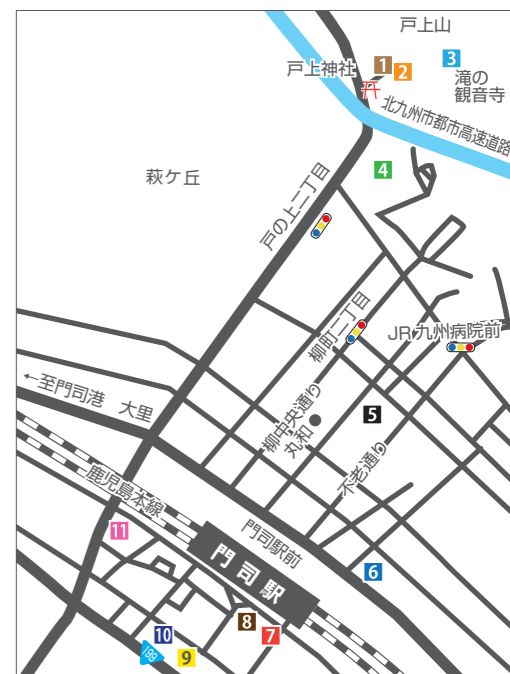 戸上山
1
2
3
戸上神社
滝の
観音寺
北九州市都市高速道路
4
萩ケ丘
戸の上二丁目
柳町二丁目
JR九州病院前
←至門司港
大里
柳中央通り
丸和
5
不老通り
鹿児島本線
門司駅前
門司駅
11
6
8
7
10
9
199